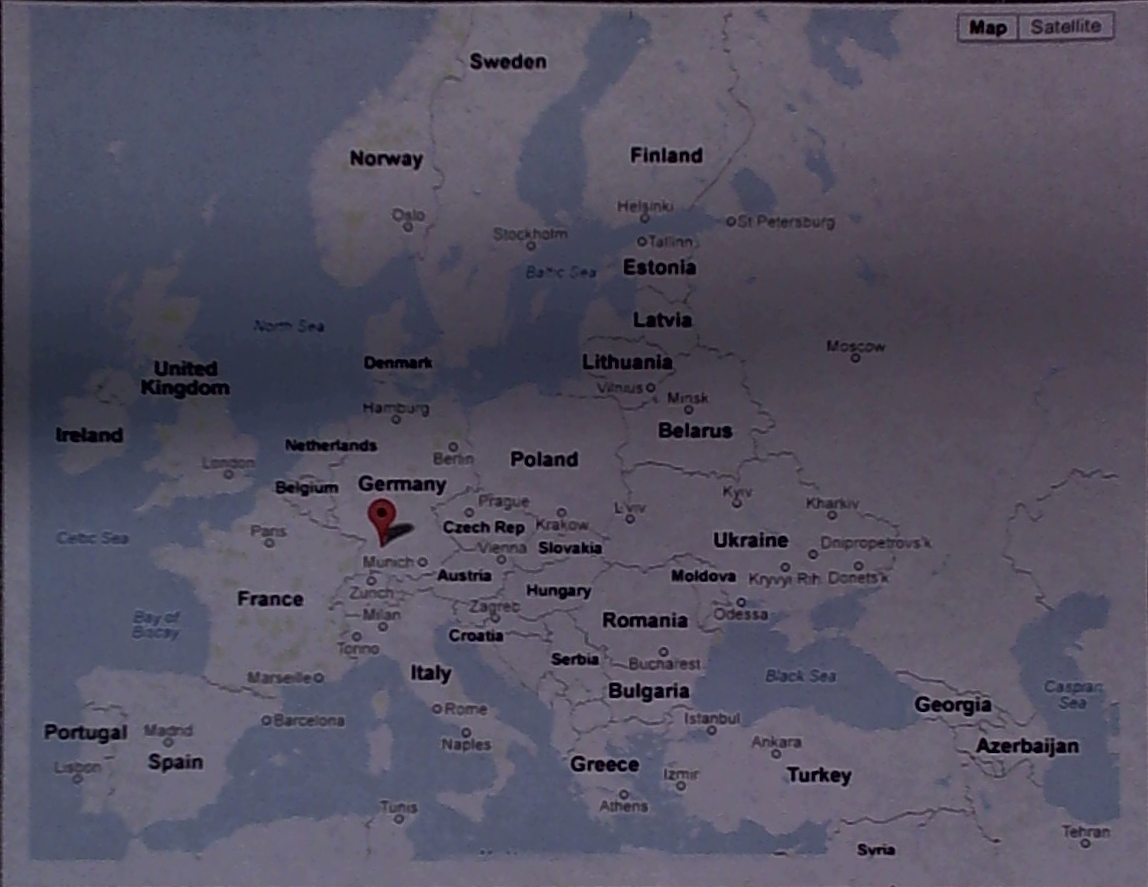 Map
Satellite
Sweden
Norway
Finland
Oslo
Helsinki
St Petersburg
Stockholm
Tallinn
Baltic Sea
Estonia
North Sea
Latvia
Moscow
United
Kingdom
Denmark
Lithuania
Vilnius
Minsk
Hamburg
Ireland
Netherlands
Belarus
London
Berlin
Poland
Belgium
Germany
Prague
Kyiv
Kharkiv
L'viv
Celtic Sea
Paris
Czech Rep
Krakow
Ukraine
Dnipropetrovs'k
Munich
Vienna
Slovakia
Austria
Moldova
Kryvyi Rih
Donets'k
Zurich
Hungary
France
Bay of
Biscay
Milan
Zagreb
Romania
Odessa
Torino
Croatia
Serbia
Bucharest
Marseille
Italy
Bulgaria
Black Sea
Caspian
Sea
Georgia
Portugal
Madrid
Barcelona
Rome
Istanbul
Naples
Ankara
Azerbaijan
Lisbon
Spain
Greece
Izmir
Turkey
Athens
Tunis
Tehran
Syria